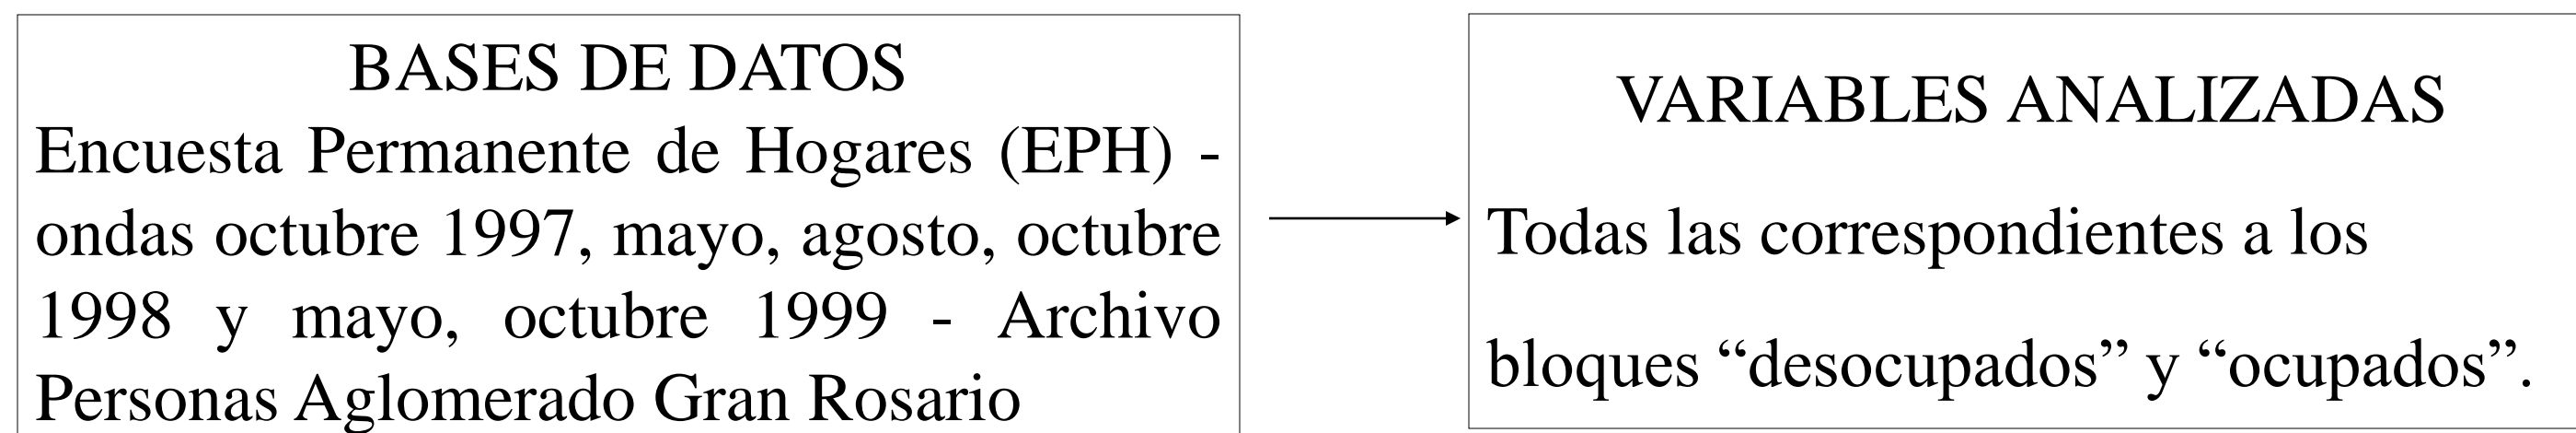 BASES DE DATOS
Encuesta Permanente de Hogares (EPH) -
ondas octubre 1997, mayo, agosto, octubre
1998 y mayo, octubre 1999 - Archivo
Personas Aglomerado Gran Rosario
VARIABLES ANALIZADAS
Todas las correspondientes a los
bloques “desocupados” y “ocupados”.